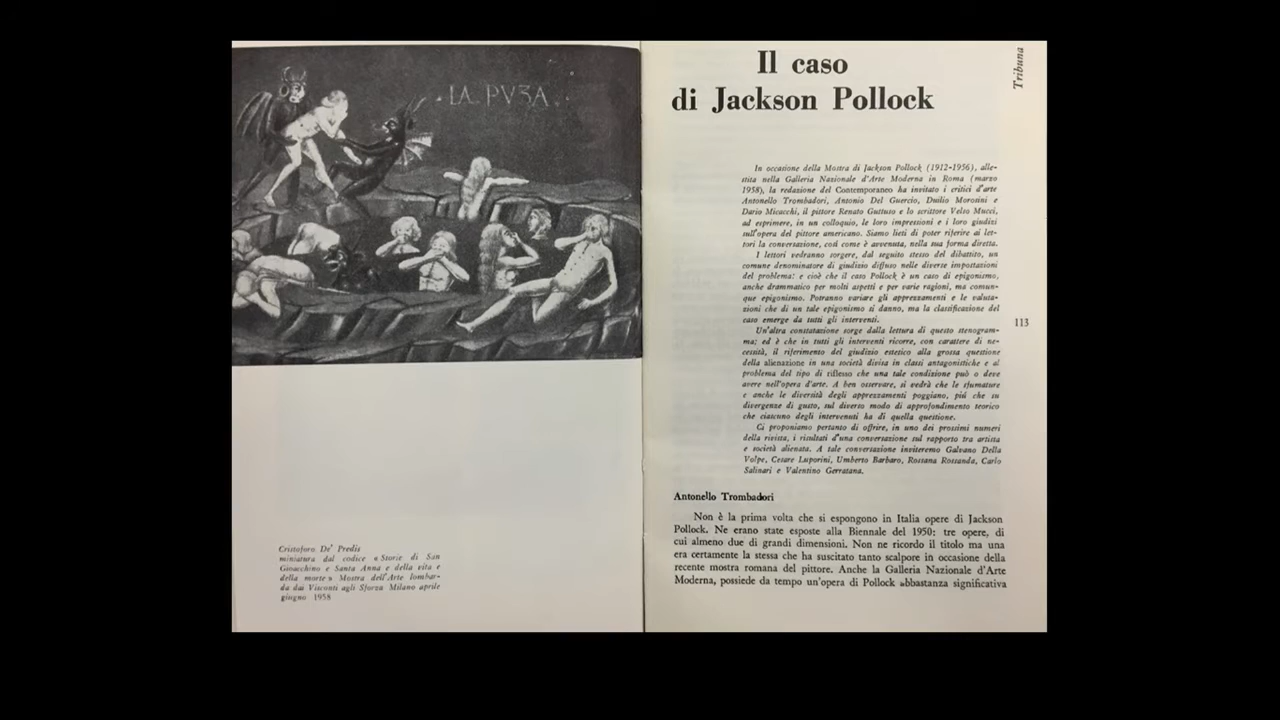 · LA PV3A ·
Cristoforo De' Predis
miniatura dal codice « Storie di San
Gioacchino e Santa Anna e della vita e
della morte » Mostra dell'Arte lombar-
da dai Visconti agli Sforza Milano aprile
giugno 1958
Tribuna
Il caso
di Jackson Pollock
In occasione della Mostra di Jackson Pollock (1912-1956), alle-
stita nella Galleria Nazionale d'Arte Moderna in Roma (marzo
1958), la redazione del Contemporaneo ha invitato i critici d'arte
Antonello Trombadori, Antonio Del Guercio, Duilio Morosini e
Dario Micacchi, il pittore Renato Guttuso e lo scrittore Velso Mucci,
ad esprimere, in un colloquio, le loro impressioni e i loro giudizi
sull'opera del pittore americano. Siamo lieti di poter riferire ai let-
tori la conversazione, così come è avvenuta, nella sua forma diretta.
I lettori vedranno sorgere, dal seguito stesso del dibattito, un
comune denominatore di giudizio diffuso nelle diverse impostazioni
del problema: e cioè che il caso Pollock è un caso di epigonismo,
anche drammatico per molti aspetti e per varie ragioni, ma comun-
que epigonismo. Potranno variare gli apprezzamenti e le valuta-
zioni che di un tale epigonismo si danno, ma la classificazione del
caso emerge da tutti gli interventi.
Un'altra constatazione sorge dalla lettura di questo stenogram-
ma; ed è che in tutti gli interventi ricorre, con carattere di ne-
cessità, il riferimento del giudizio estetico alla grossa questione
della alienazione in una società divisa in classi antagonistiche e al
problema del tipo di riflesso che una tale condizione può o deve
avere nell'opera d'arte. A ben osservare, si vedrà che le sfumature
e anche le diversità degli apprezzamenti poggiano, più che su
divergenze di gusto, sul diverso modo di approfondimento teorico
che ciascuno degli intervenuti ha di quella questione.
Ci proponiamo pertanto di offrire, in uno dei prossimi numeri
della rivista, i risultati d'una conversazione sul rapporto tra artista
e società alienata. A tale conversazione inviteremo Galvano Della
Volpe, Cesare Luporini, Umberto Barbaro, Rossana Rossanda, Carlo
Salinari e Valentino Gerratana.
113
Antonello Trombadori
Non è la prima volta che si espongono in Italia opere di Jackson
Pollock. Ne erano state esposte alla Biennale del 1950: tre opere, di
cui almeno due di grandi dimensioni. Non ne ricordo il titolo ma una
era certamente la stessa che ha suscitato tanto scalpore in occasione della
recente mostra romana del pittore. Anche la Galleria Nazionale d'Arte
Moderna, possiede da tempo un'opera di Pollock abbastanza significativa